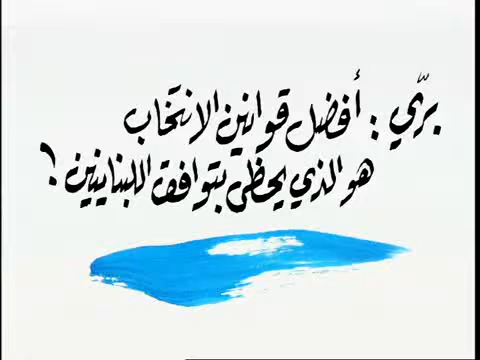 برّي : أفضل قوانين الانتخاب
هو الذي يحظى بتوافق اللبنانيين !